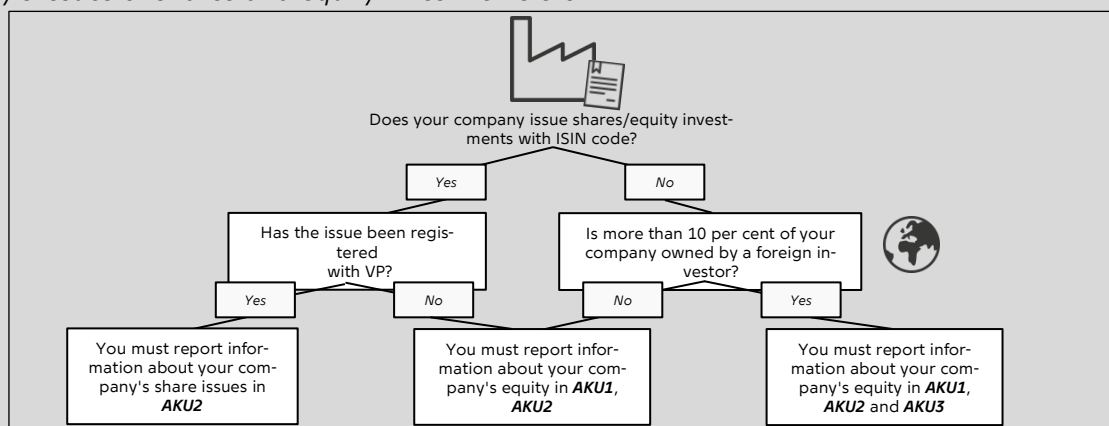 Does your company issue shares/equity invest-
ments with ISIN code?
Yes
No
Has the issue been regis-
tered
with VP?
Is more than 10 per cent of your
company owned by a foreign in-
vestor?
Yes
No
No
Yes
You must report infor-
mation about your com-
pany's share issues in
AKU2
You must report infor-
mation about your com-
pany's equity in AKU1,
AKU2
You must report infor-
mation about your com-
pany's equity in AKU1,
AKU2 and AKU3